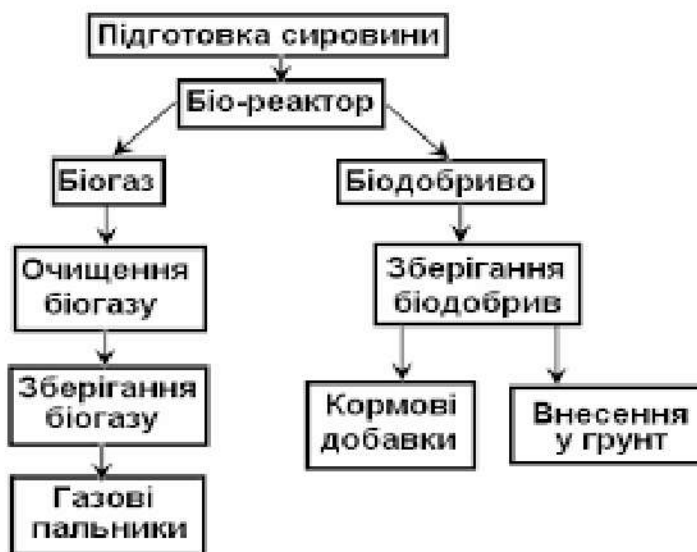 Підготовка сировини
Біо-реактор
Біогаз
Біодобриво
Очищення
біогазу
Зберігання
біодобрив
Зберігання
біогазу
Кормові
добавки
Внесення
у грунт
Газові
пальники